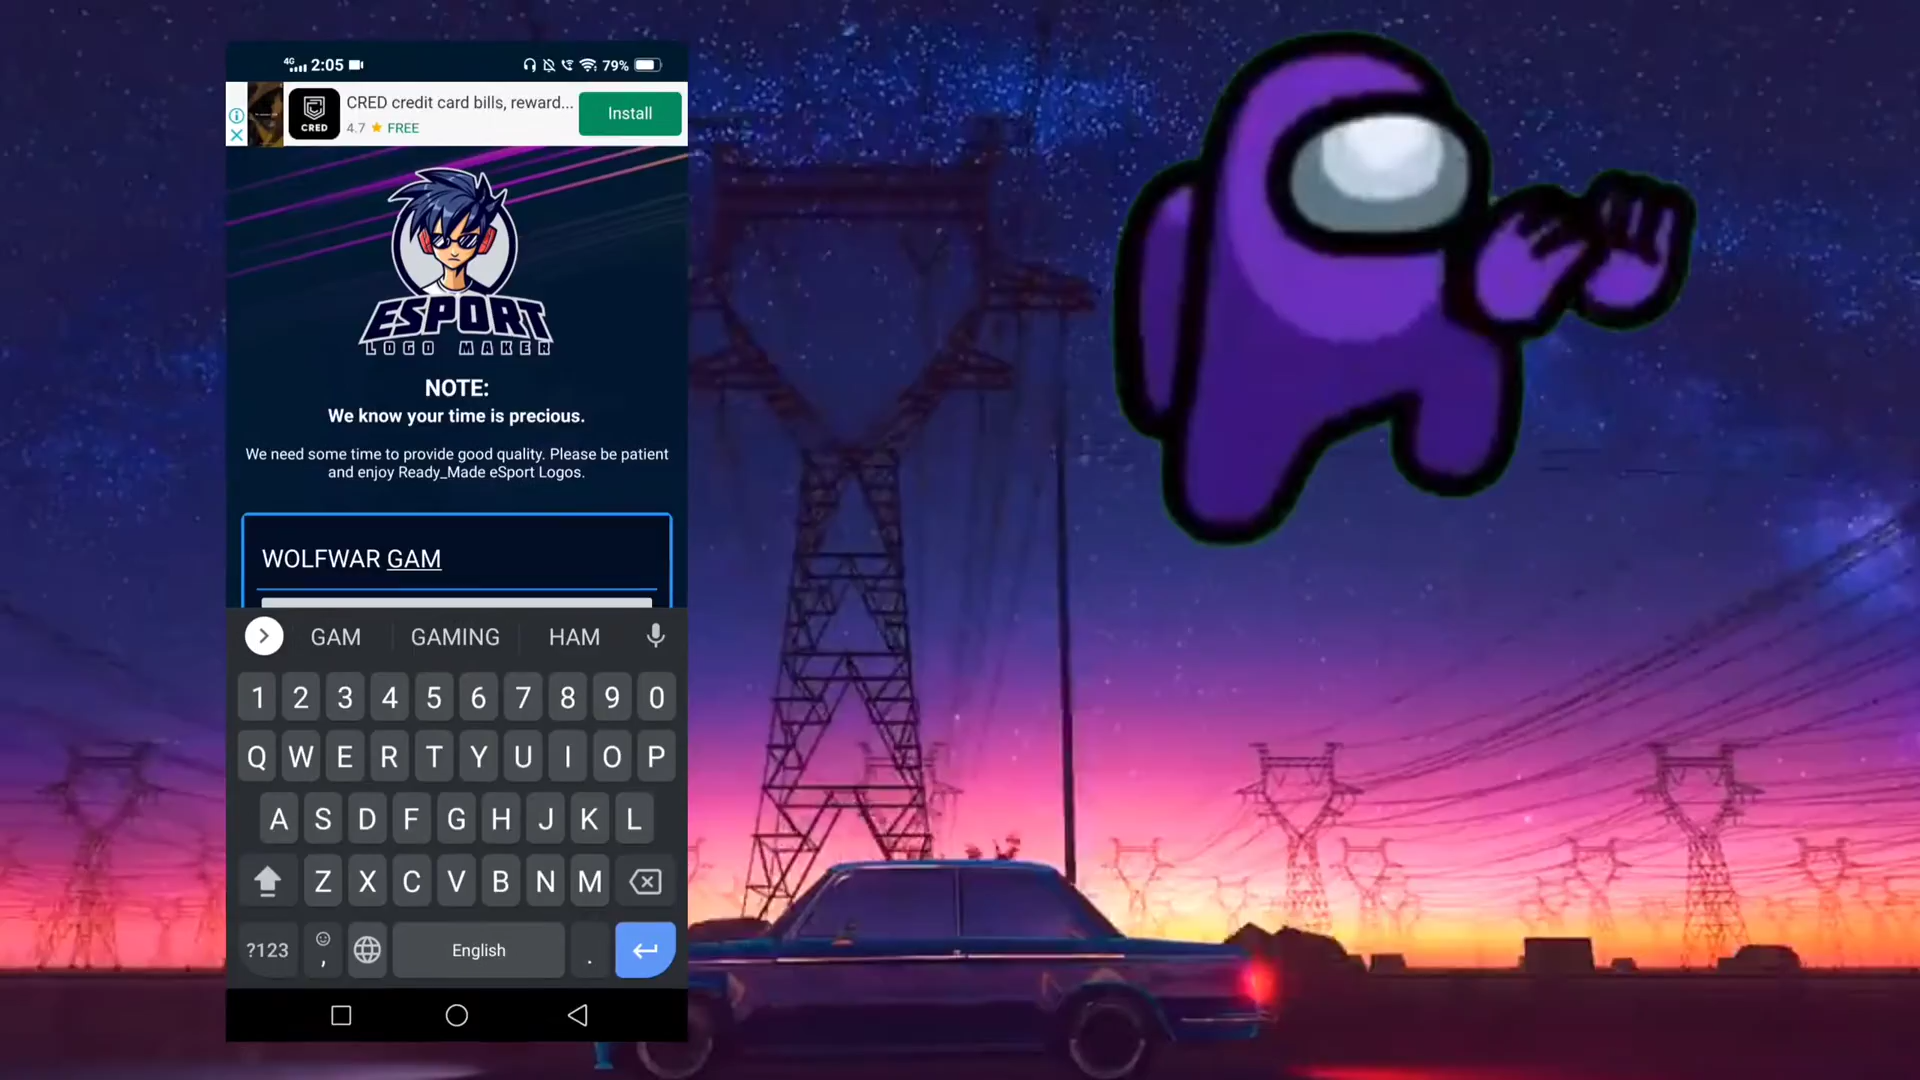 4G 2:05 79%
CRED credit card bills, reward...
CRED
4.7 ★ FREE
Install
ESPORT
LOGO MAKER
NOTE:
We know your time is precious.
We need some time to provide good quality. Please be patient
and enjoy Ready_Made eSport Logos.
WOLFWAR GAM
GAM GAMING HAM
1 2 3 4 5 6 7 8 9 0
Q W E R T Y U I O P
A S D F G H J K L
Z X C V B N M
?123 , English .